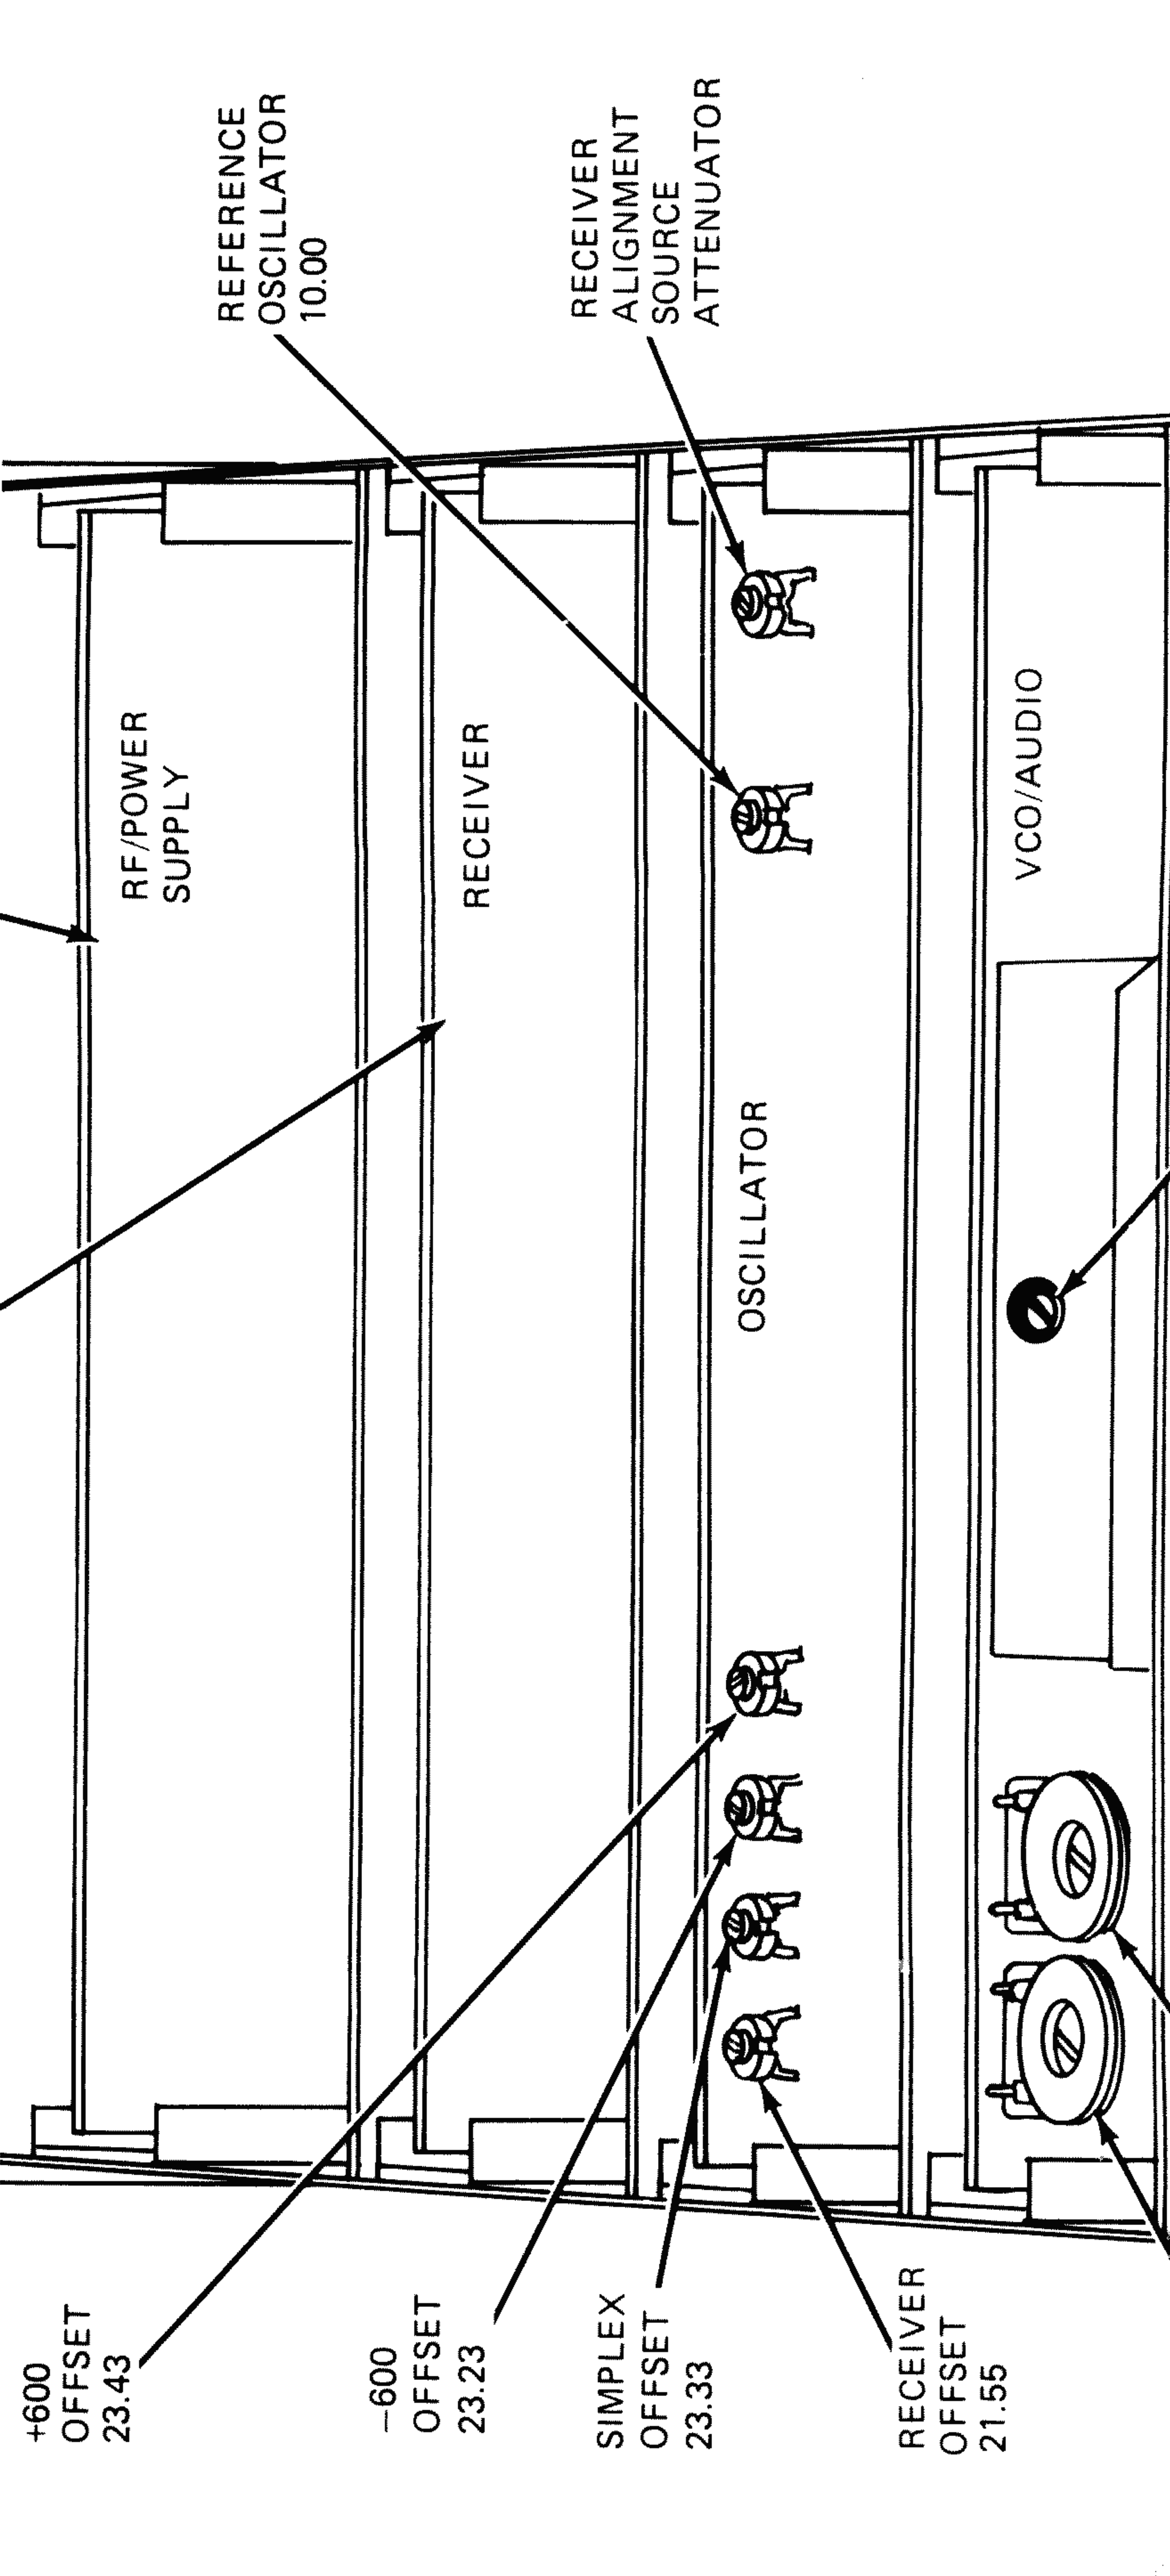 +600
OFFSET
23.43
−600
OFFSET
23.23
SIMPLEX
OFFSET
23.33
RECEIVER
OFFSET
21.55
RF/POWER
SUPPLY
RECEIVER
OSCILLATOR
VCO/AUDIO
REFERENCE
OSCILLATOR
10.00
RECEIVER
ALIGNMENT
SOURCE
ATTENUATOR